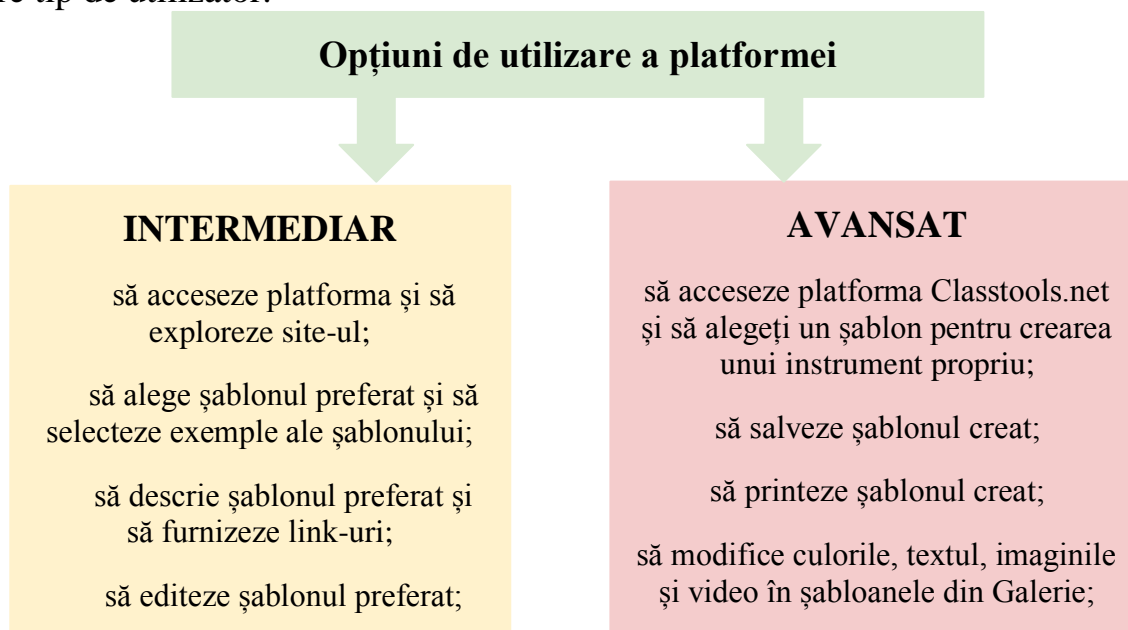 tip de utilizator.
Opțiuni de utilizare a platformei
INTERMEDIAR
să acceseze platforma și să
exploreze site-ul;
să alege șablonul preferat și să
selecteze exemple ale șablonului;
să descrie șablonul preferat și
să furnizeze link-uri;
să editeze șablonul preferat;
AVANSAT
să acceseze platforma Classtools.net
și să alegeți un șablon pentru crearea
unui instrument propriu;
să salveze șablonul creat;
să printeze șablonul creat;
să modifice culorile, textul, imaginile
și video în șabloanele din Galerie;